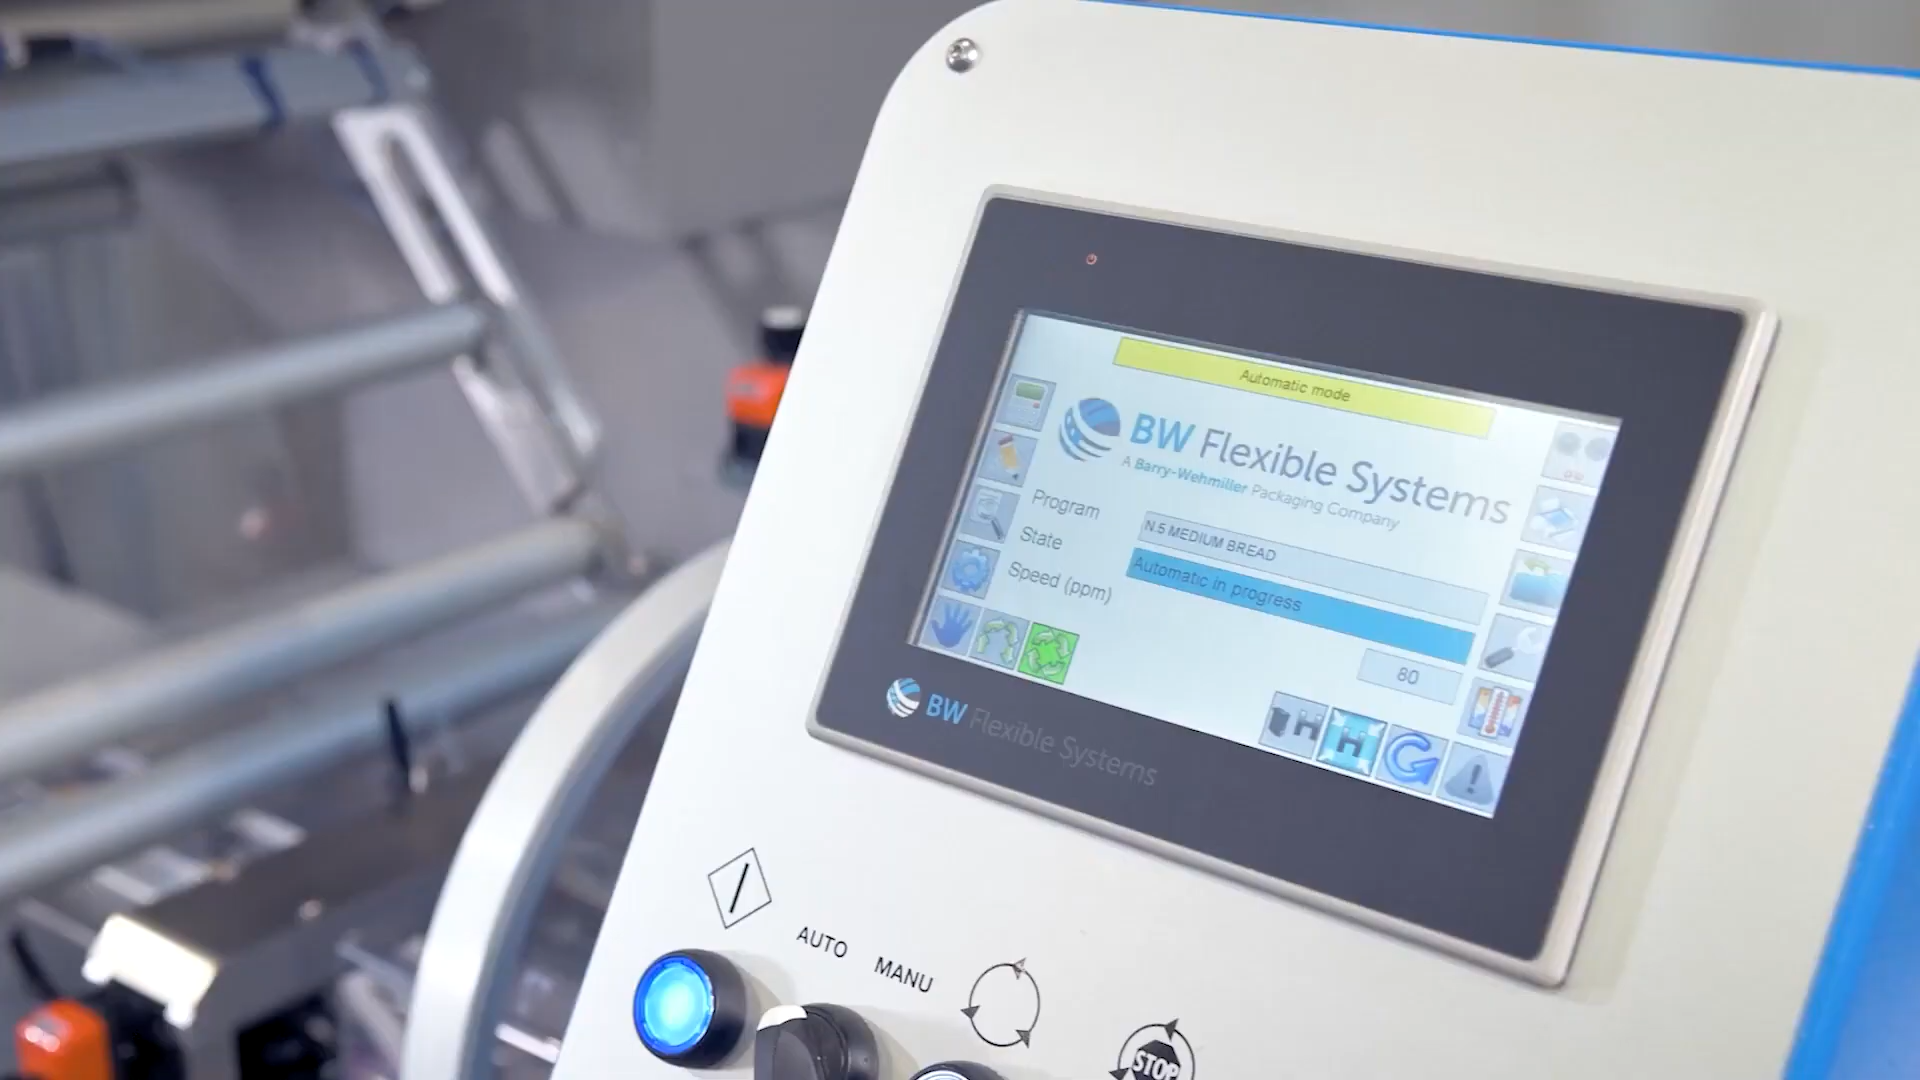 Automatic mode
BW Flexible Systems
A Barry-Wehmiller Packaging Company
Program
N.5 MEDIUM BREAD
State
Automatic in progress
Speed (ppm)
80
H
H
BW Flexible Systems
AUTO
MANU
STOP